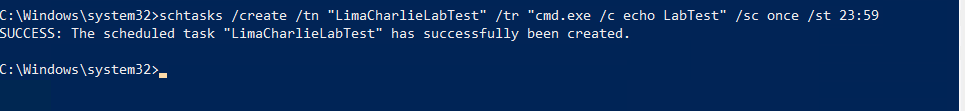 C:\Windows\system32>schtasks /create /tn "LimaCharlieLabTest" /tr "cmd.exe /c echo LabTest" /sc once /st 23:59
SUCCESS: The scheduled task "LimaCharlieLabTest" has successfully been created.
C:\Windows\system32>